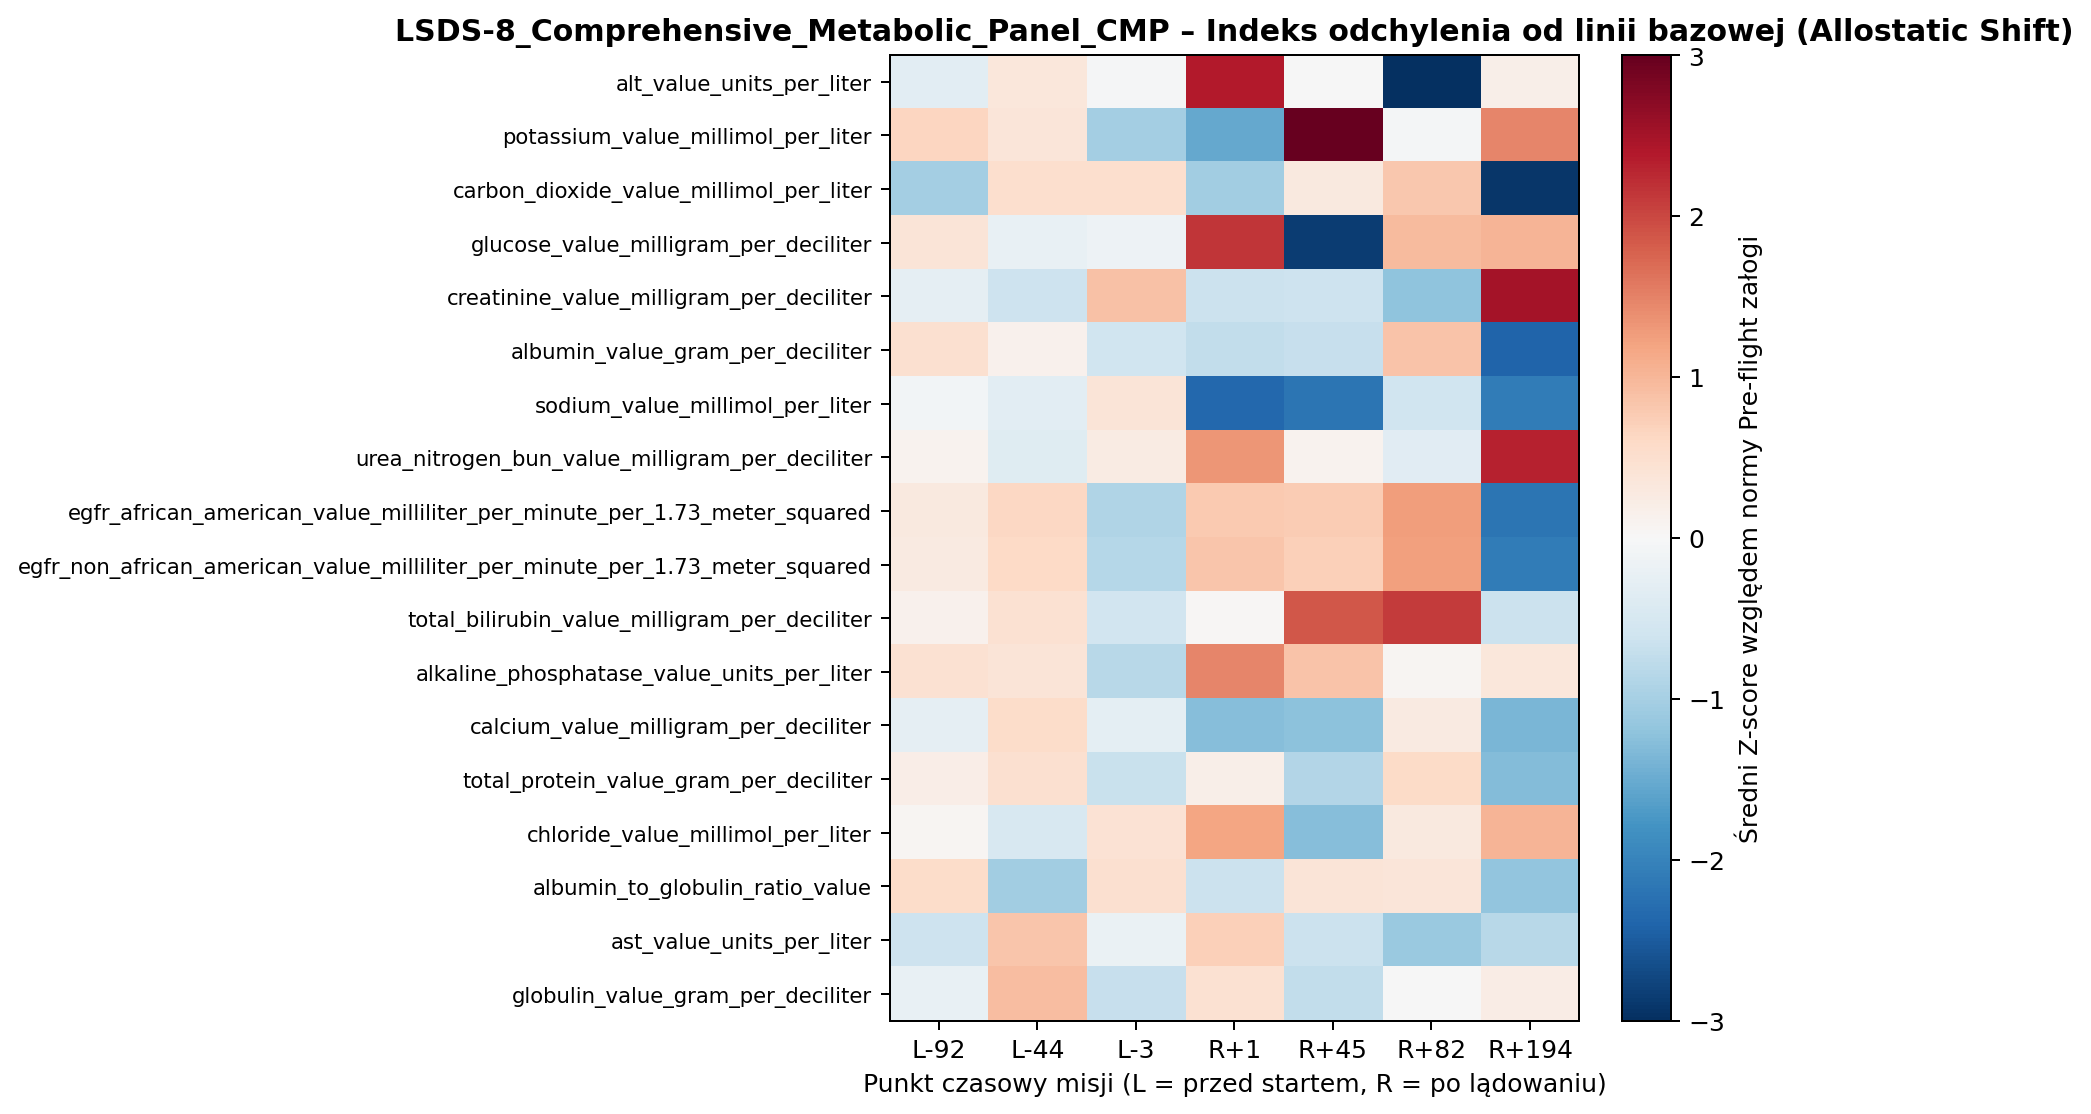 LSDS-8_Comprehensive_Metabolic_Panel_CMP – Indeks odchylenia od linii bazowej (Allostatic Shift)
alt_value_units_per_liter
potassium_value_millimol_per_liter
carbon_dioxide_value_millimol_per_liter
glucose_value_milligram_per_deciliter
creatinine_value_milligram_per_deciliter
albumin_value_gram_per_deciliter
sodium_value_millimol_per_liter
urea_nitrogen_bun_value_milligram_per_deciliter
egfr_african_american_value_milliliter_per_minute_per_1.73_meter_squared
egfr_non_african_american_value_milliliter_per_minute_per_1.73_meter_squared
total_bilirubin_value_milligram_per_deciliter
alkaline_phosphatase_value_units_per_liter
calcium_value_milligram_per_deciliter
total_protein_value_gram_per_deciliter
chloride_value_millimol_per_liter
albumin_to_globulin_ratio_value
ast_value_units_per_liter
globulin_value_gram_per_deciliter
L-92 L-44 L-3 R+1 R+45 R+82 R+194
Punkt czasowy misji (L = przed startem, R = po lądowaniu)
3
2
1
0
−1
−2
−3
Średni Z-score względem normy Pre-flight załogi